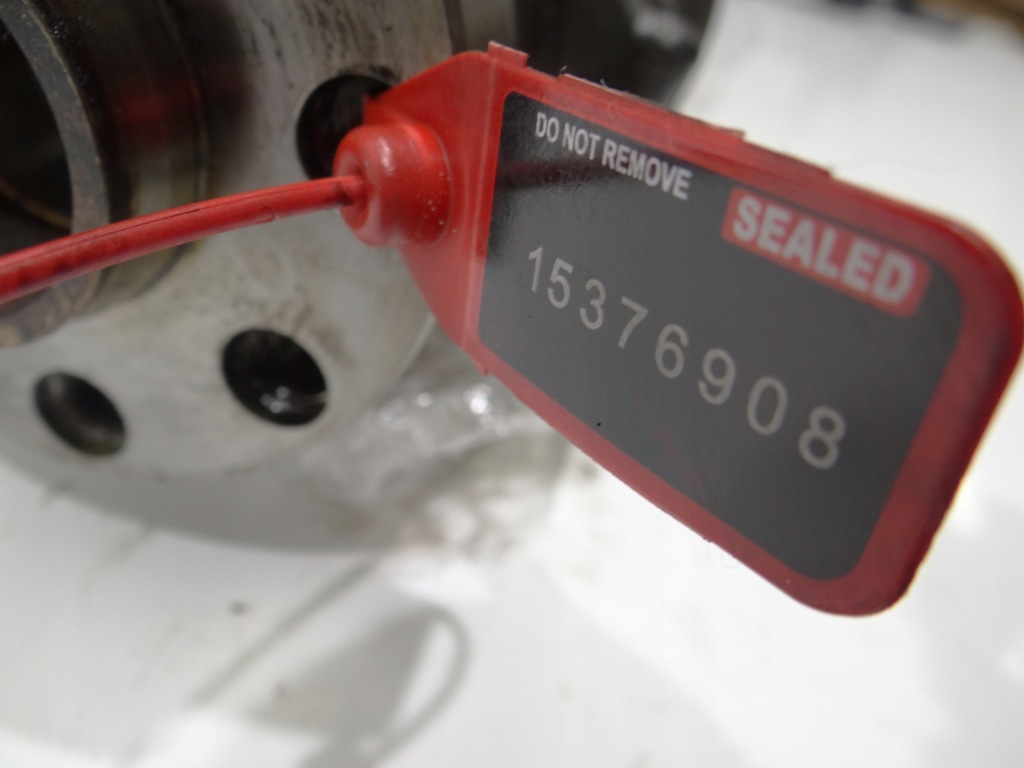 DO NOT REMOVE
SEALED
15376908